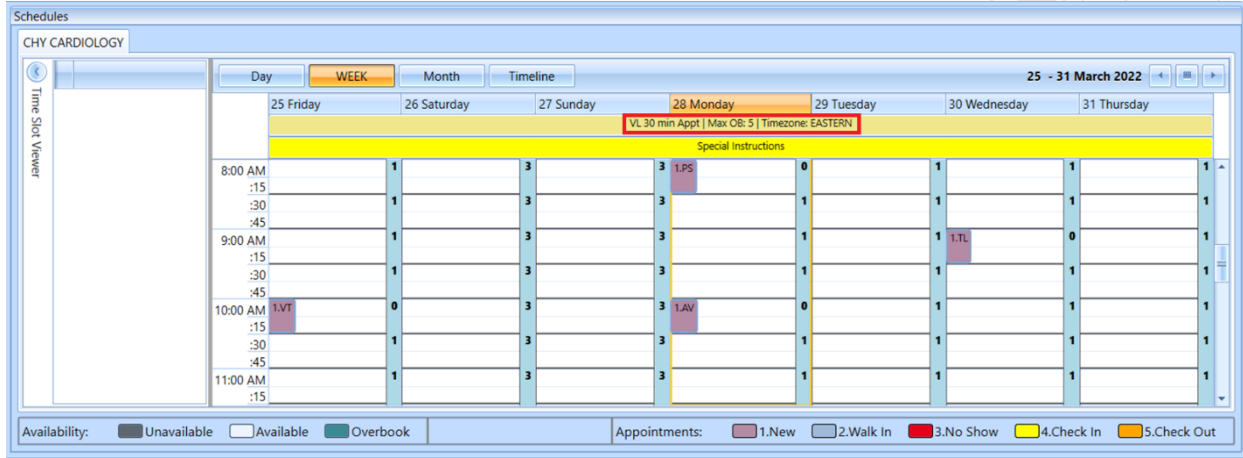 Schedules
CHY CARDIOLOGY
Time Slot Viewer
Day WEEK Month Timeline 25 - 31 March 2022
25 Friday 26 Saturday 27 Sunday 28 Monday 29 Tuesday 30 Wednesday 31 Thursday
VL 30 min Appt | Max OB: 5 | Timezone: EASTERN
Special Instructions
8:00 AM 1 3 3 1.PS 0 1 1 1
:15
:30 1 3 3 1 1 1 1
:45
9:00 AM 1 3 3 1 1 1.TL 0 1
:15
:30 1 3 3 1 1 1 1
:45
10:00 AM 1.VT 0 3 3 1.AV 0 1 1 1
:15
:30 1 3 3 1 1 1 1
:45
11:00 AM 1 3 3 1 1 1 1
:15
Availability: Unavailable Available Overbook Appointments: 1.New 2.Walk In 3.No Show 4.Check In 5.Check Out